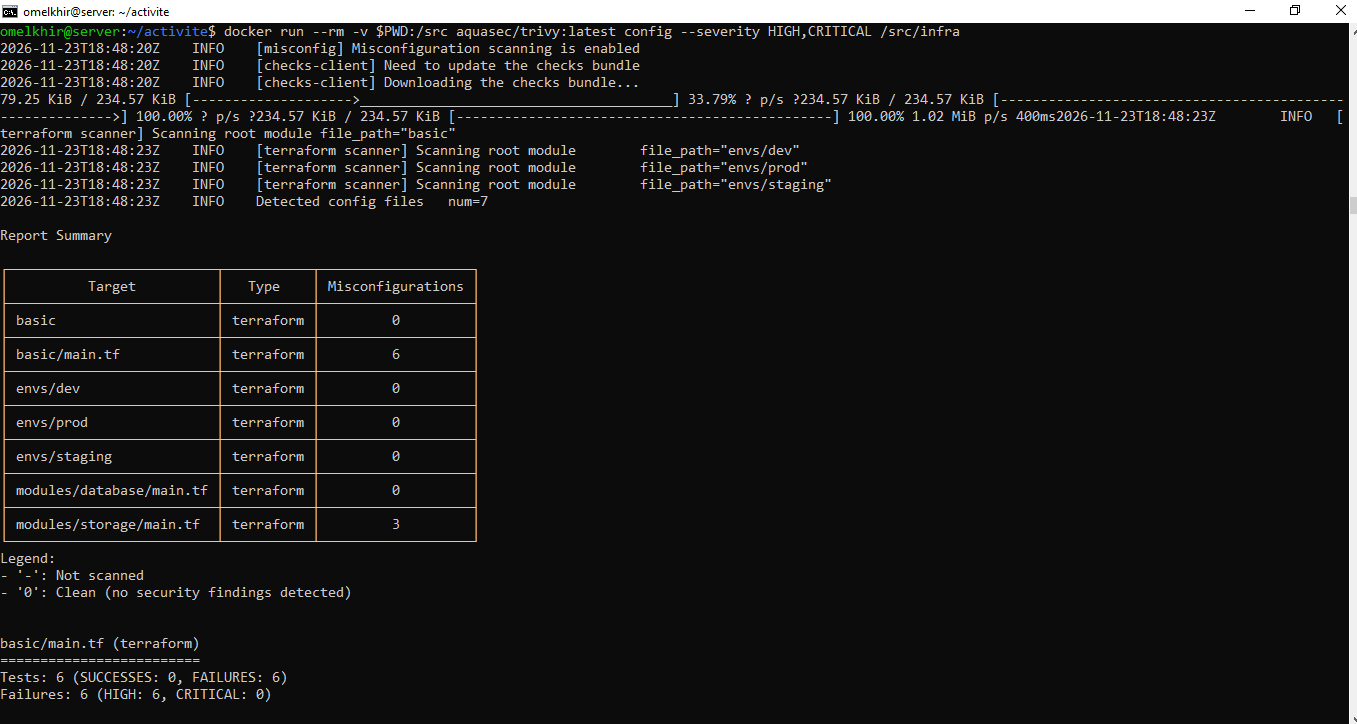 omelkhir@server: ~/activite
omelkhir@server:~/activite$ docker run --rm -v $PWD:/src aquasec/trivy:latest config --severity HIGH,CRITICAL /src/infra
2026-11-23T18:48:20Z    INFO    [misconfig] Misconfiguration scanning is enabled
2026-11-23T18:48:20Z    INFO    [checks-client] Need to update the checks bundle
2026-11-23T18:48:20Z    INFO    [checks-client] Downloading the checks bundle...
79.25 KiB / 234.57 KiB [-------------------->_______________________________________] 33.79% ? p/s ?234.57 KiB / 234.57 KiB [-------------------------------------------
--------------->] 100.00% ? p/s ?234.57 KiB / 234.57 KiB [-----------------------------------------------] 100.00% 1.02 MiB p/s 400ms2026-11-23T18:48:23Z        INFO   [
terraform scanner] Scanning root module file_path="basic"
2026-11-23T18:48:23Z    INFO    [terraform scanner] Scanning root module        file_path="envs/dev"
2026-11-23T18:48:23Z    INFO    [terraform scanner] Scanning root module        file_path="envs/prod"
2026-11-23T18:48:23Z    INFO    [terraform scanner] Scanning root module        file_path="envs/staging"
2026-11-23T18:48:23Z    INFO    Detected config files   num=7
Report Summary
Target Type Misconfigurations
basic terraform 0
basic/main.tf terraform 6
envs/dev terraform 0
envs/prod terraform 0
envs/staging terraform 0
modules/database/main.tf terraform 0
modules/storage/main.tf terraform 3
Legend:
- '-': Not scanned
- '0': Clean (no security findings detected)
basic/main.tf (terraform)
=========================
Tests: 6 (SUCCESSES: 0, FAILURES: 6)
Failures: 6 (HIGH: 6, CRITICAL: 0)